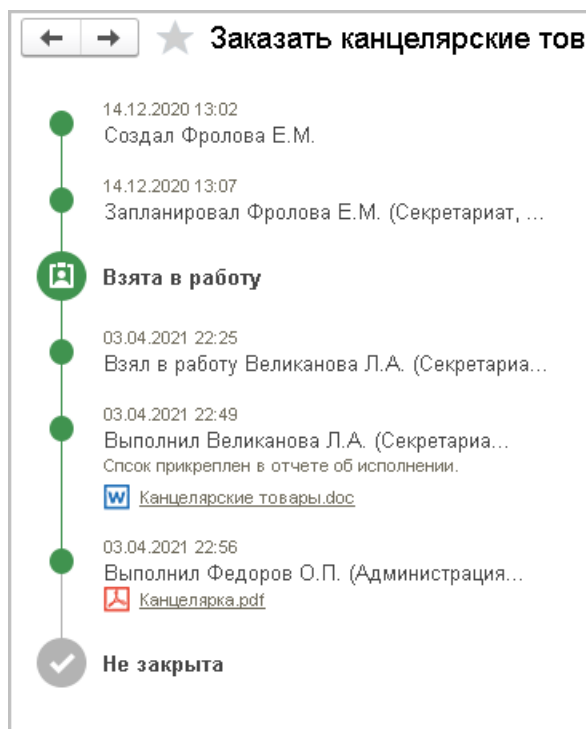 Заказать канцелярские тов
14.12.2020 13:02
Создал Фролова Е.М.
14.12.2020 13:07
Запланировал Фролова Е.М. (Секретариат, ...
Взята в работу
03.04.2021 22:25
Взял в работу Великанова Л.А. (Секретариа...
03.04.2021 22:49
Выполнил Великанова Л.А. (Секретариа...
Спсок прикреплен в отчете об исполнении.
W Канцелярские товары.doc
03.04.2021 22:56
Выполнил Федоров О.П. (Администрация...
Канцелярка.pdf
Не закрыта